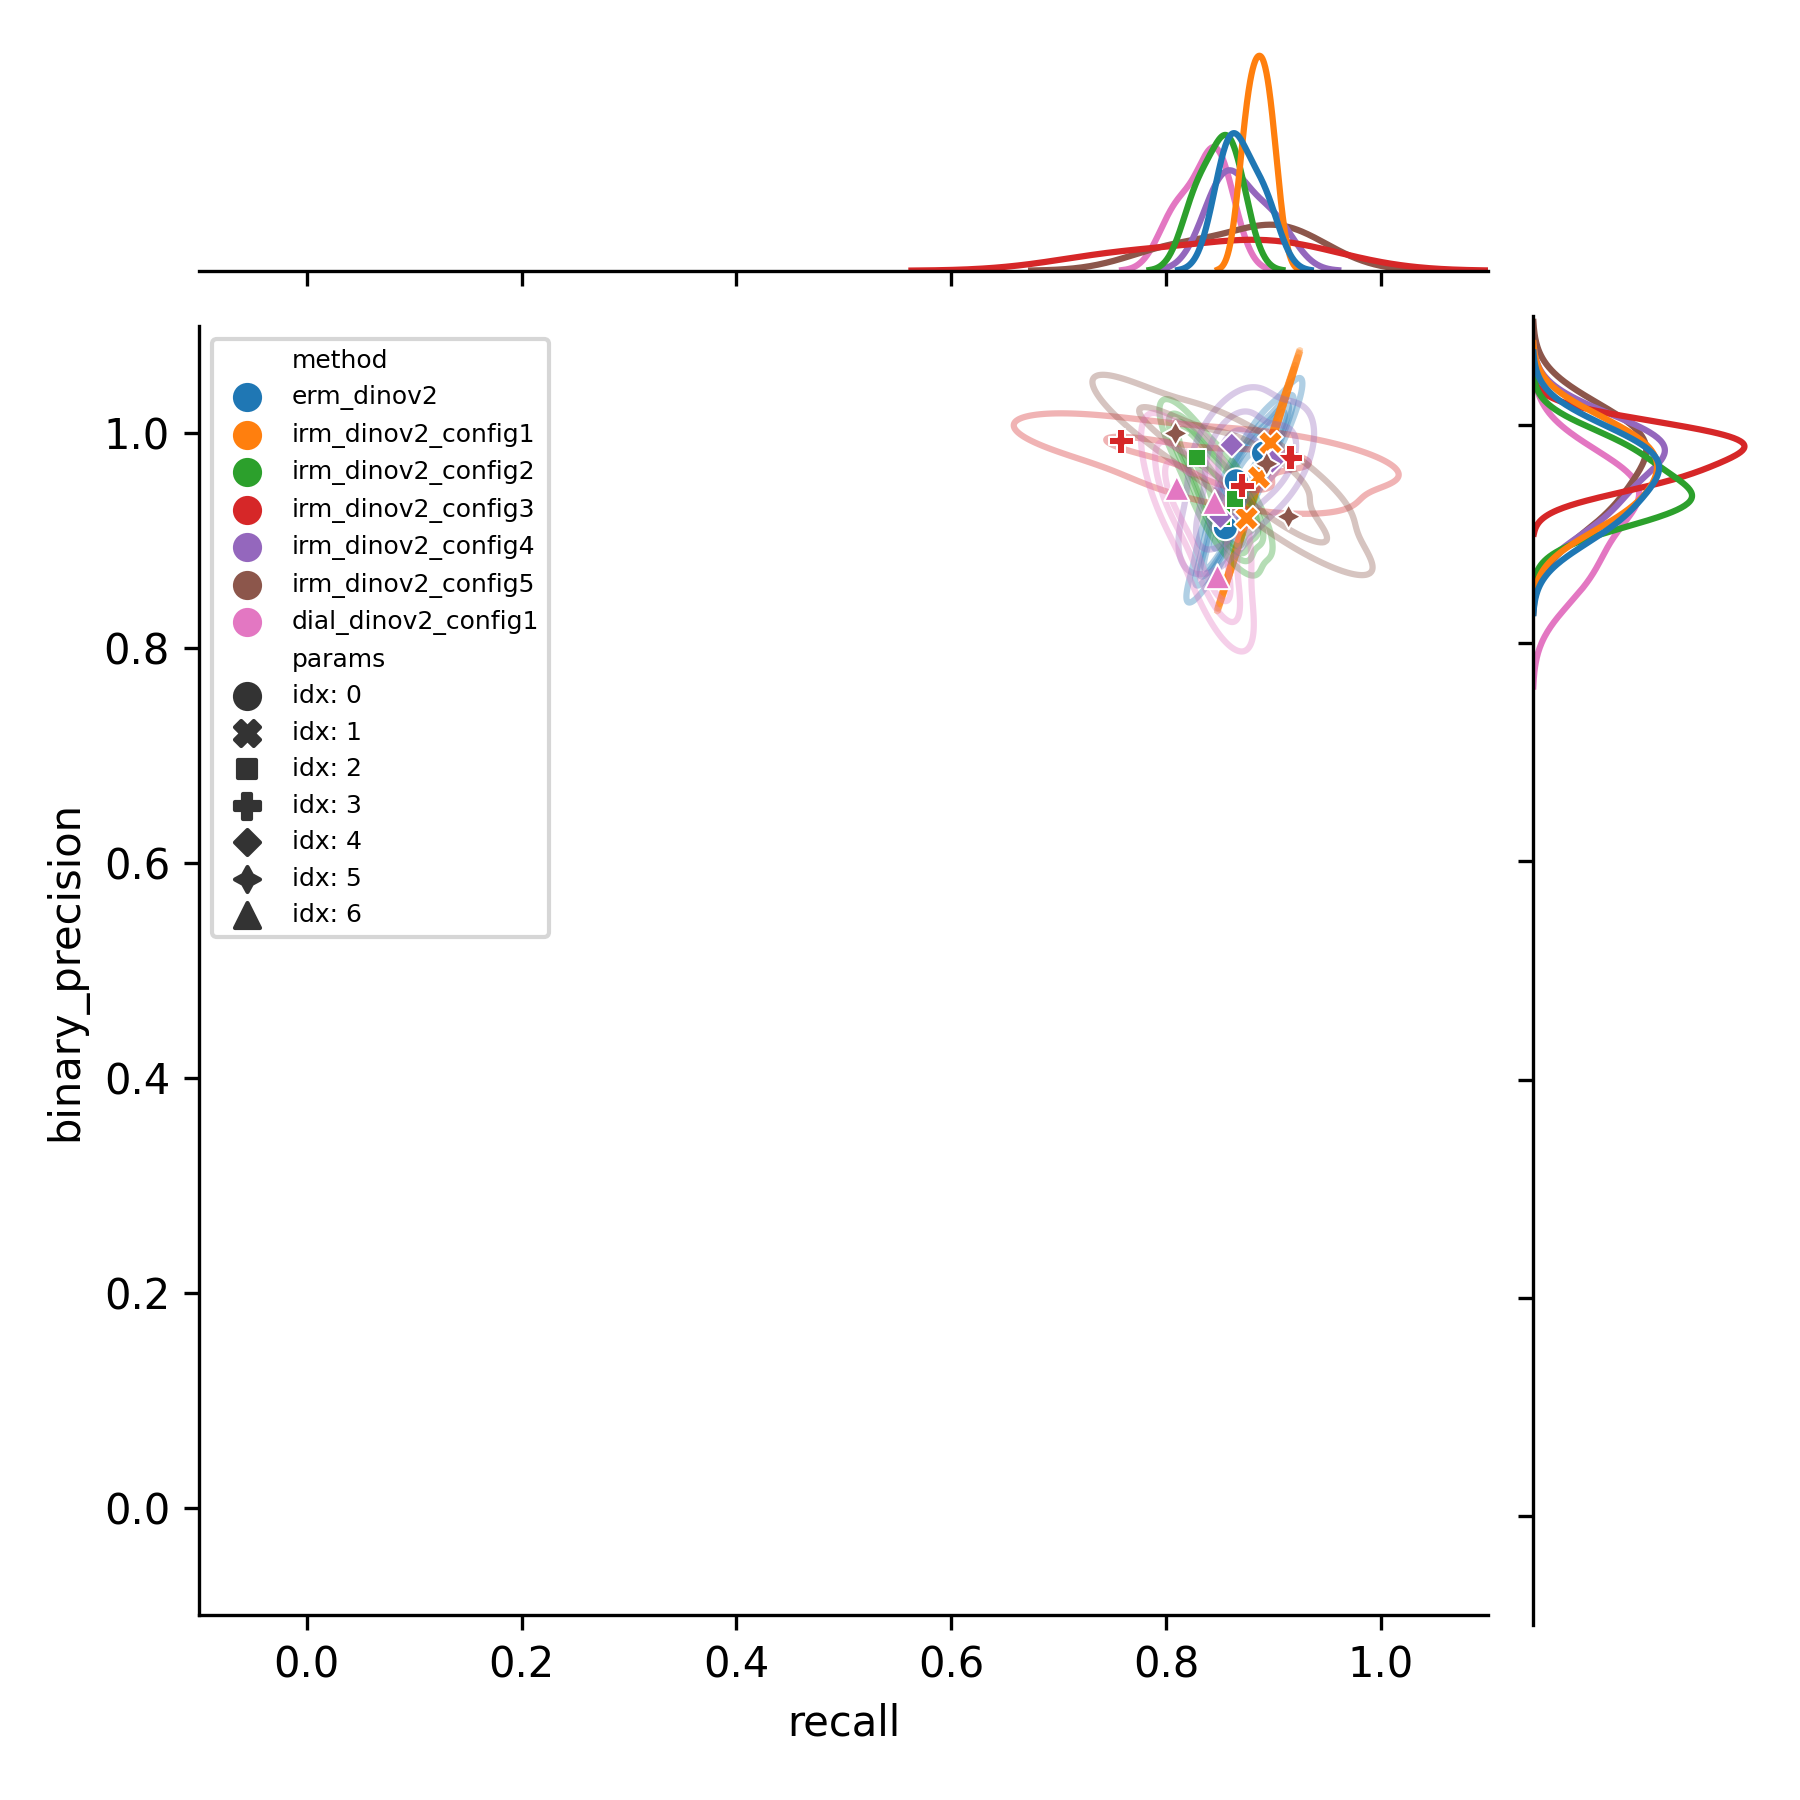 method
erm_dinov2
irm_dinov2_config1
irm_dinov2_config2
irm_dinov2_config3
irm_dinov2_config4
irm_dinov2_config5
dial_dinov2_config1
params
idx: 0
idx: 1
idx: 2
idx: 3
idx: 4
idx: 5
idx: 6
binary_precision
1.0
0.8
0.6
0.4
0.2
0.0
0.0 0.2 0.4 0.6 0.8 1.0
recall